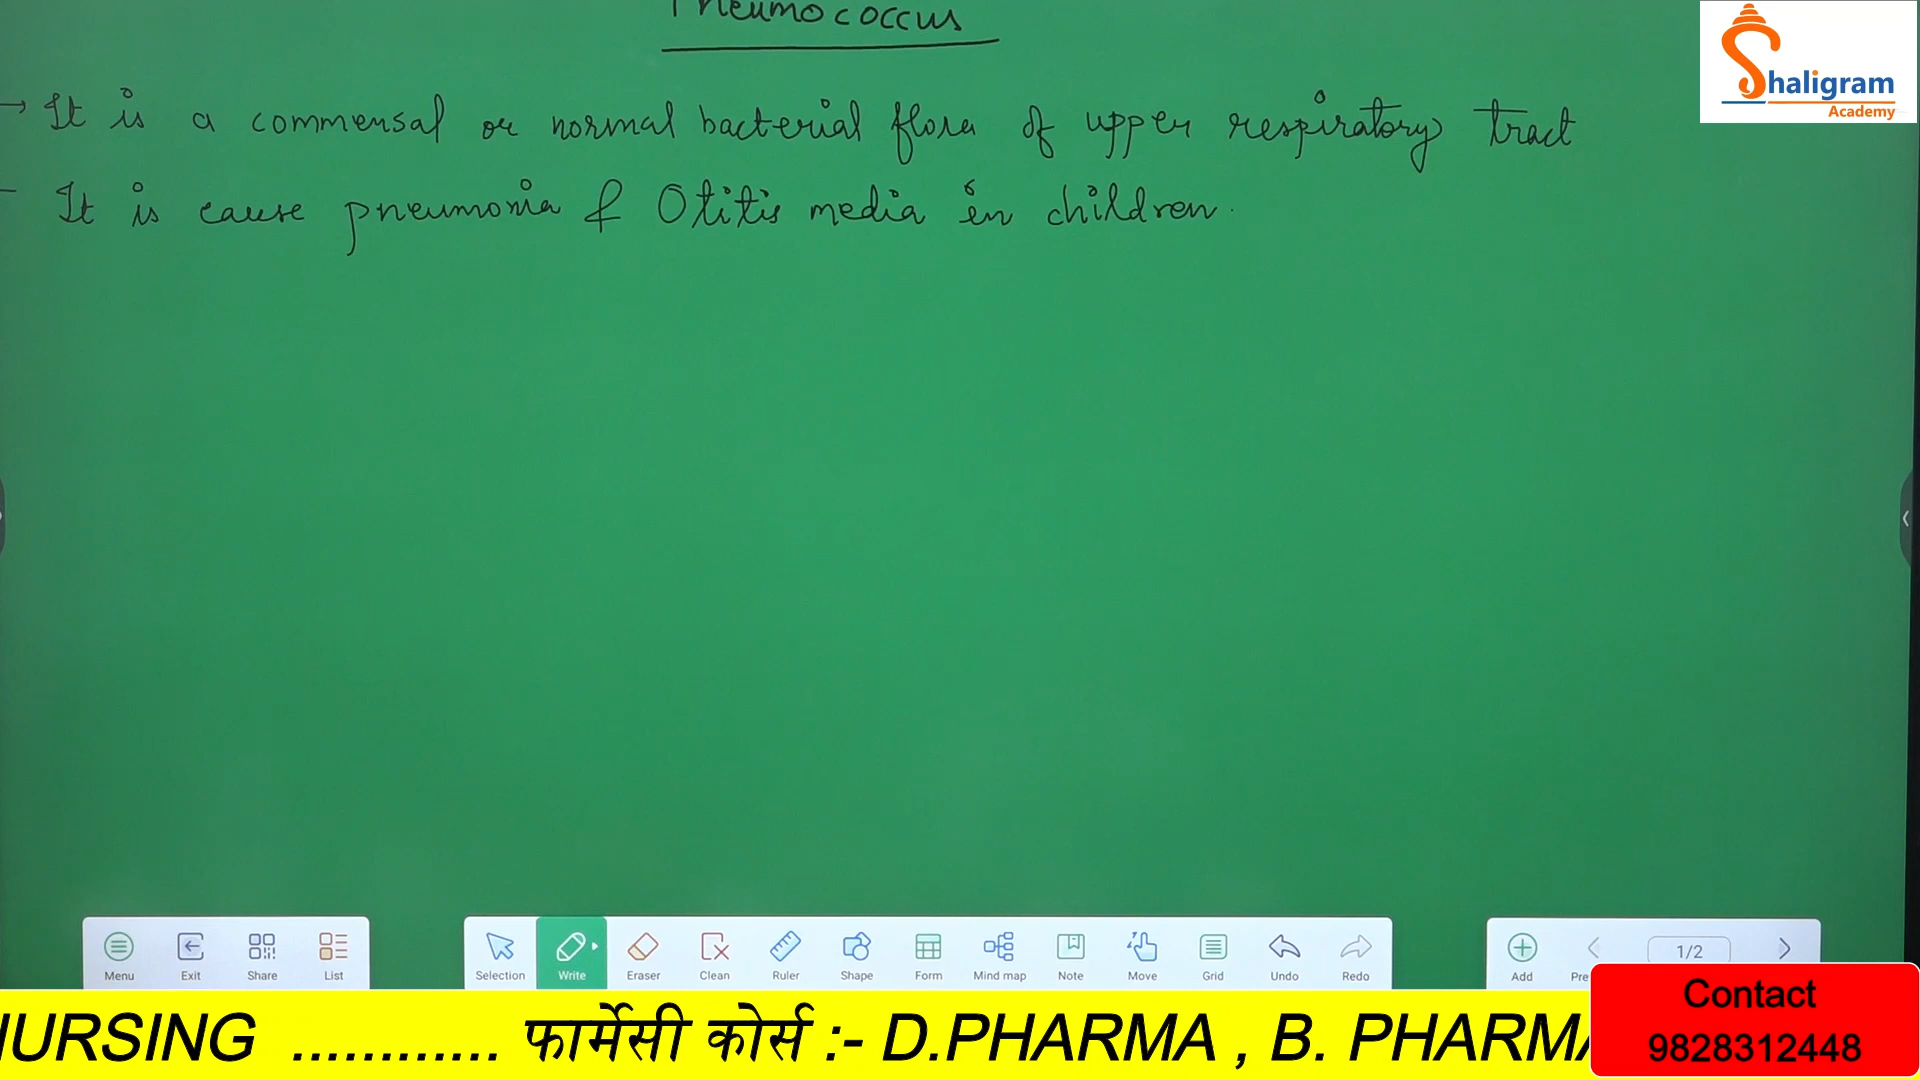 Pneumococcus
Shaligram
Academy
→ It is a commensal or normal bacterial flora of upper respiratory tract
- It is cause pneumonia & Otitis media in children.
Menu Exit Share List
Selection Write Eraser Clean Ruler Shape Form Mind map Note Move Grid Undo Redo
Add Pre 1/2
NURSING ............ फार्मेसी कोर्स :- D.PHARMA , B. PHARMA
Contact
9828312448